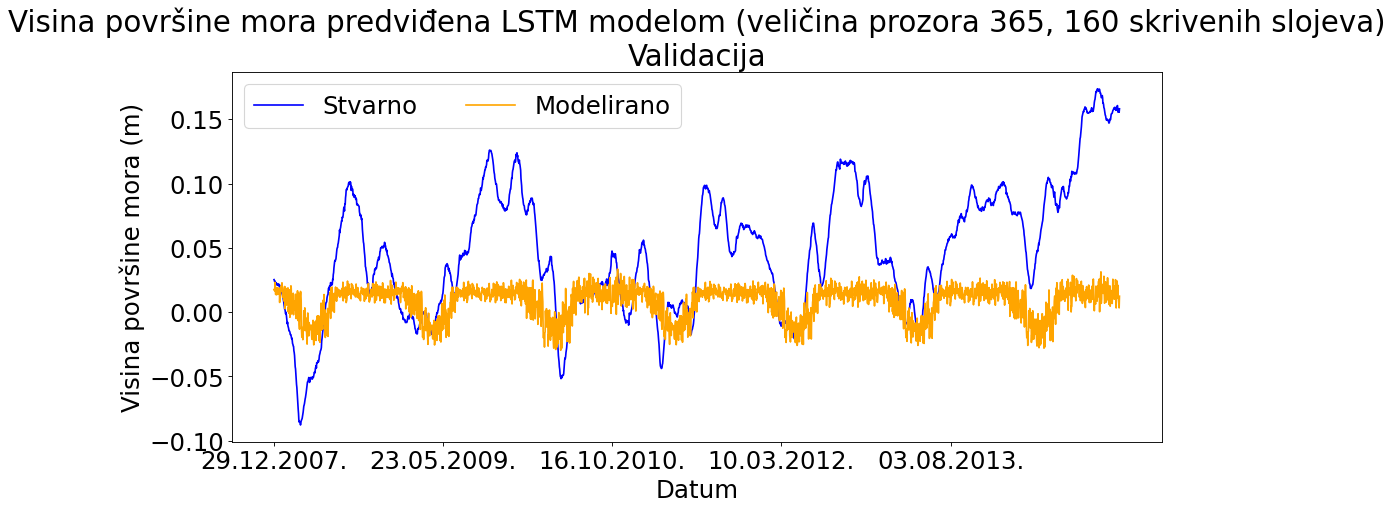 Visina površine mora predviđena LSTM modelom (veličina prozora 365, 160 skrivenih slojeva)
Validacija
Stvarno Modelirano
Visina površine mora (m)
0.15
0.10
0.05
0.00
−0.05
−0.10
29.12.2007. 23.05.2009. 16.10.2010. 10.03.2012. 03.08.2013.
Datum